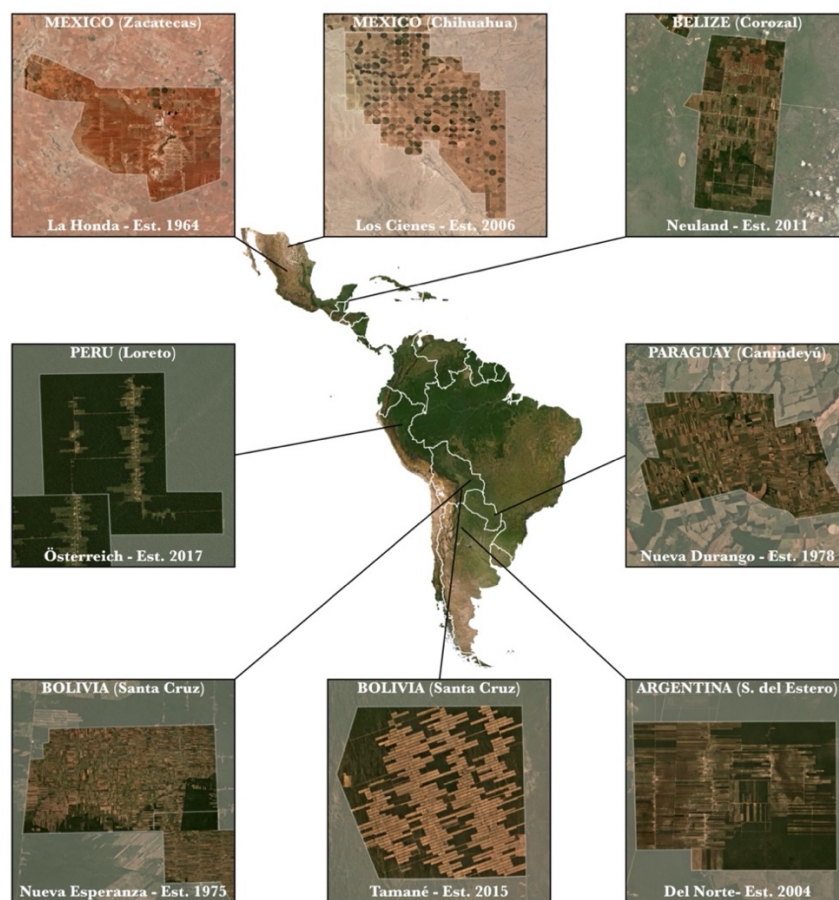 MEXICO (Zacatecas)
La Honda - Est. 1964
MEXICO (Chihuahua)
Los Cienes - Est, 2006
BELIZE (Corozal)
Neuland - Est. 2011
PERU (Loreto)
Österreich - Est. 2017
PARAGUAY (Canindeyú)
Nueva Durango - Est. 1978
BOLIVIA (Santa Cruz)
Nueva Esperanza - Est. 1975
BOLIVIA (Santa Cruz)
Tamané - Est. 2015
ARGENTINA (S. del Estero)
Del Norte- Est. 2004